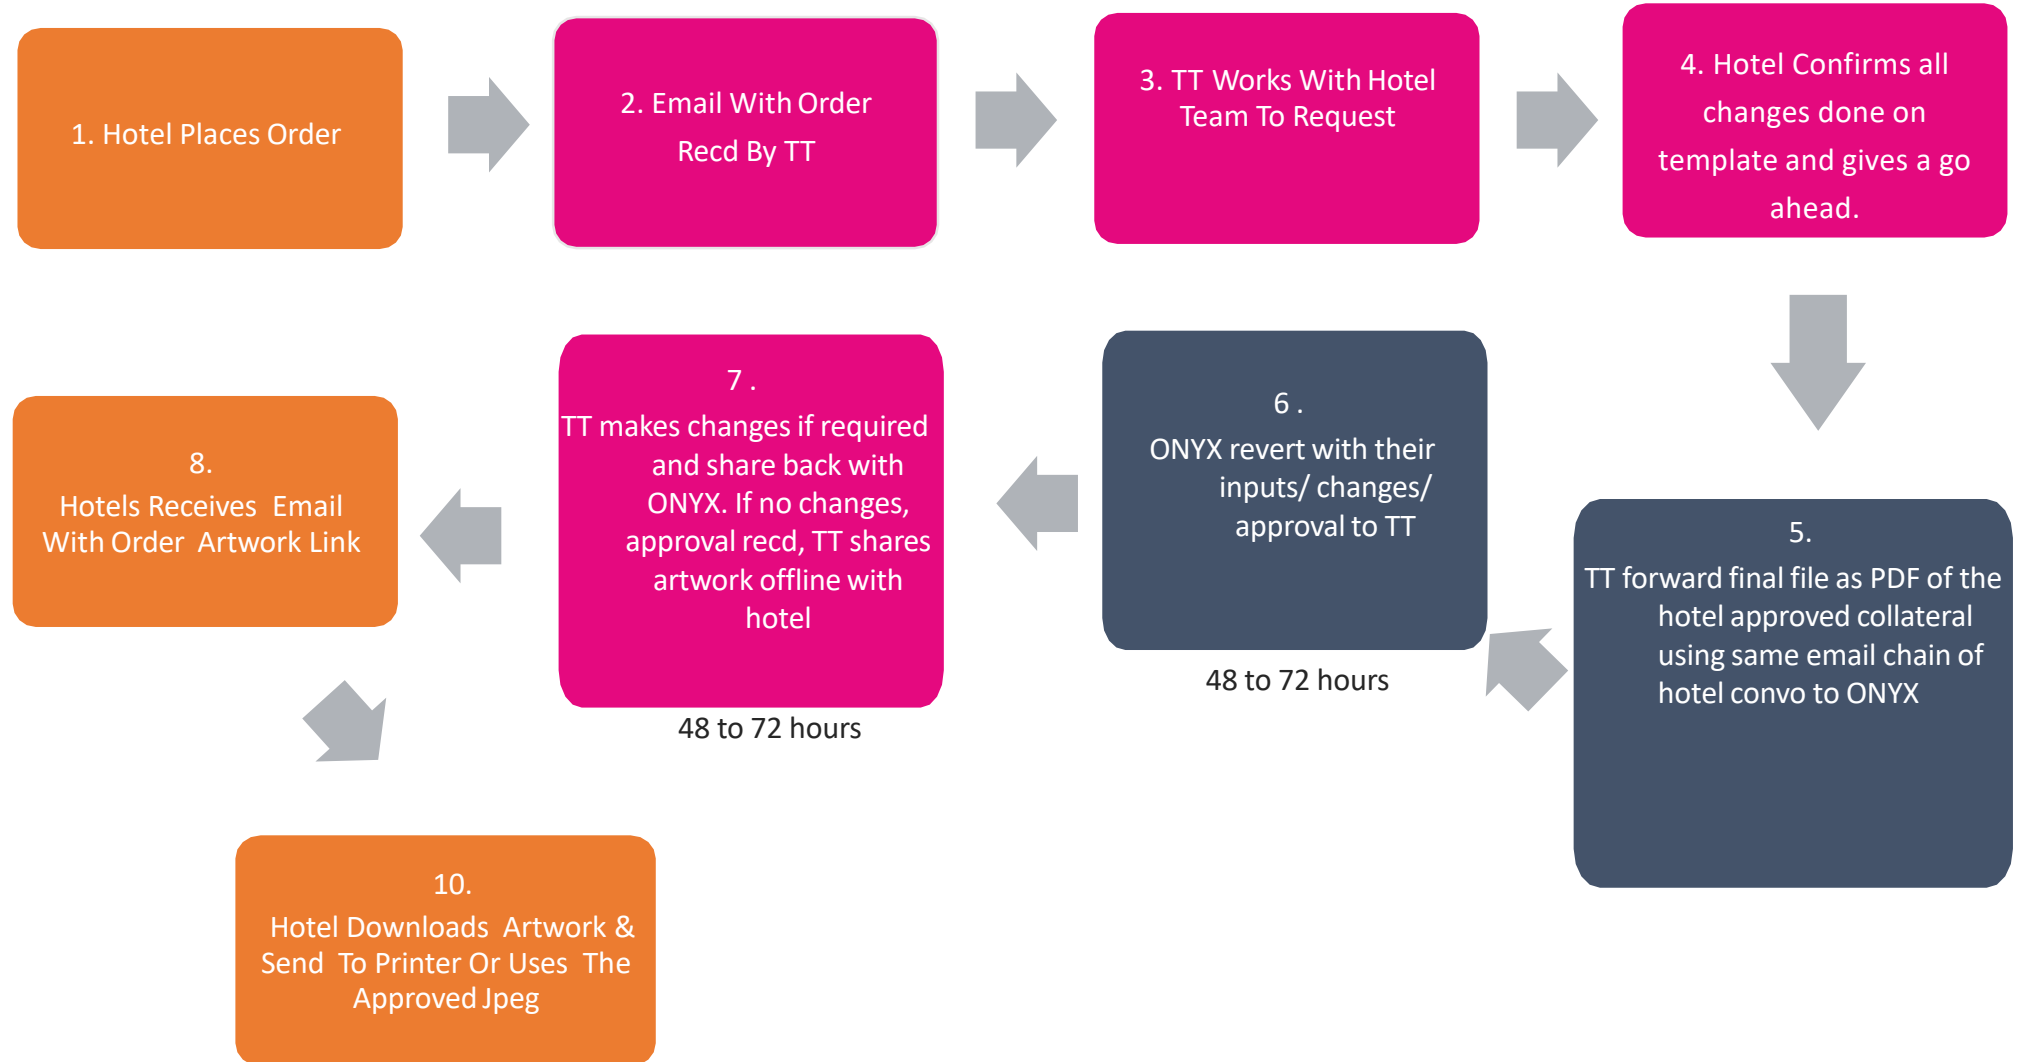 1. Hotel Places Order
2. Email With Order
Recd By TT
3. TT Works With Hotel
Team To Request
4. Hotel Confirms all
changes done on
template and gives a go
ahead.
5.
TT forward final file as PDF of the
hotel approved collateral
using same email chain of
hotel convo to ONYX
6 .
ONYX revert with their
inputs/ changes/
approval to TT
48 to 72 hours
7 .
TT makes changes if required
and share back with
ONYX. If no changes,
approval recd, TT shares
artwork offline with
hotel
48 to 72 hours
8.
Hotels Receives Email
With Order Artwork Link
10.
Hotel Downloads Artwork &
Send To Printer Or Uses The
Approved Jpeg